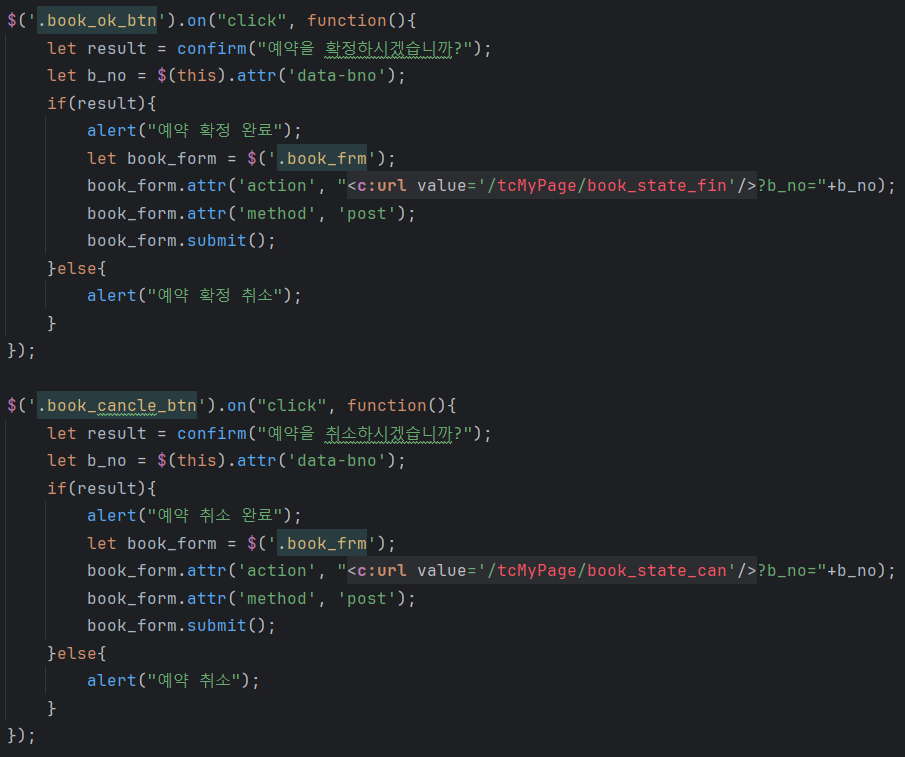 $('.book_ok_btn').on("click", function(){
    let result = confirm("예약을 확정하시겠습니까?");
    let b_no = $(this).attr('data-bno');
    if(result){
        alert("예약 확정 완료");
        let book_form = $('.book_frm');
        book_form.attr('action', "<c:url value='/tcMyPage/book_state_fin'/>?b_no="+b_no);
        book_form.attr('method', 'post');
        book_form.submit();
    }else{
        alert("예약 확정 취소");
    }
});

$('.book_cancle_btn').on("click", function(){
    let result = confirm("예약을 취소하시겠습니까?");
    let b_no = $(this).attr('data-bno');
    if(result){
        alert("예약 취소 완료");
        let book_form = $('.book_frm');
        book_form.attr('action', "<c:url value='/tcMyPage/book_state_can'/>?b_no="+b_no);
        book_form.attr('method', 'post');
        book_form.submit();
    }else{
        alert("예약 취소");
    }
});